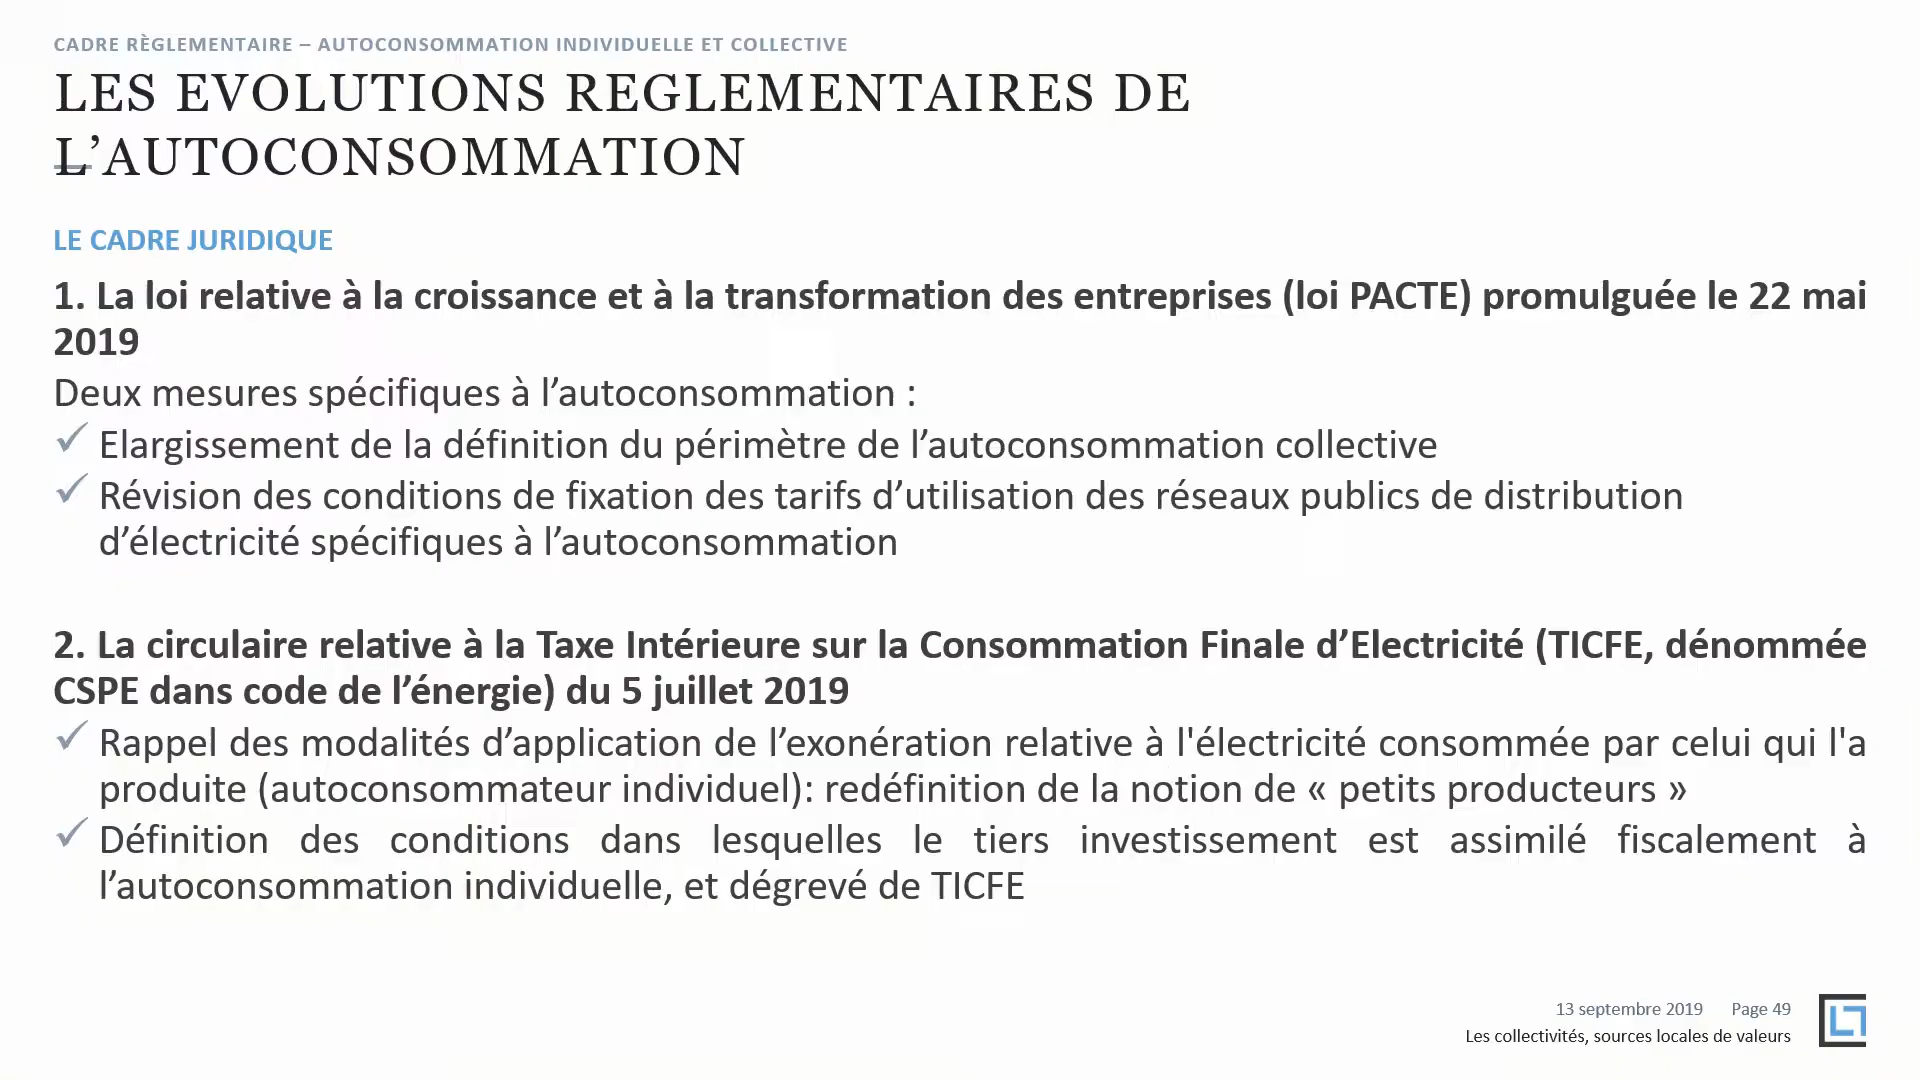 CADRE RÈGLEMENTAIRE – AUTOCONSOMMATION INDIVIDUELLE ET COLLECTIVE
LES EVOLUTIONS REGLEMENTAIRES DE
L’AUTOCONSOMMATION
LE CADRE JURIDIQUE
1. La loi relative à la croissance et à la transformation des entreprises (loi PACTE) promulguée le 22 mai
2019
Deux mesures spécifiques à l’autoconsommation :
✓ Elargissement de la définition du périmètre de l’autoconsommation collective
✓ Révision des conditions de fixation des tarifs d’utilisation des réseaux publics de distribution
d’électricité spécifiques à l’autoconsommation
2. La circulaire relative à la Taxe Intérieure sur la Consommation Finale d’Electricité (TICFE, dénommée
CSPE dans code de l’énergie) du 5 juillet 2019
✓ Rappel des modalités d’application de l’exonération relative à l'électricité consommée par celui qui l'a
produite (autoconsommateur individuel): redéfinition de la notion de « petits producteurs »
✓ Définition des conditions dans lesquelles le tiers investissement est assimilé fiscalement à
l’autoconsommation individuelle, et dégrevé de TICFE
13 septembre 2019 Page 49
Les collectivités, sources locales de valeurs